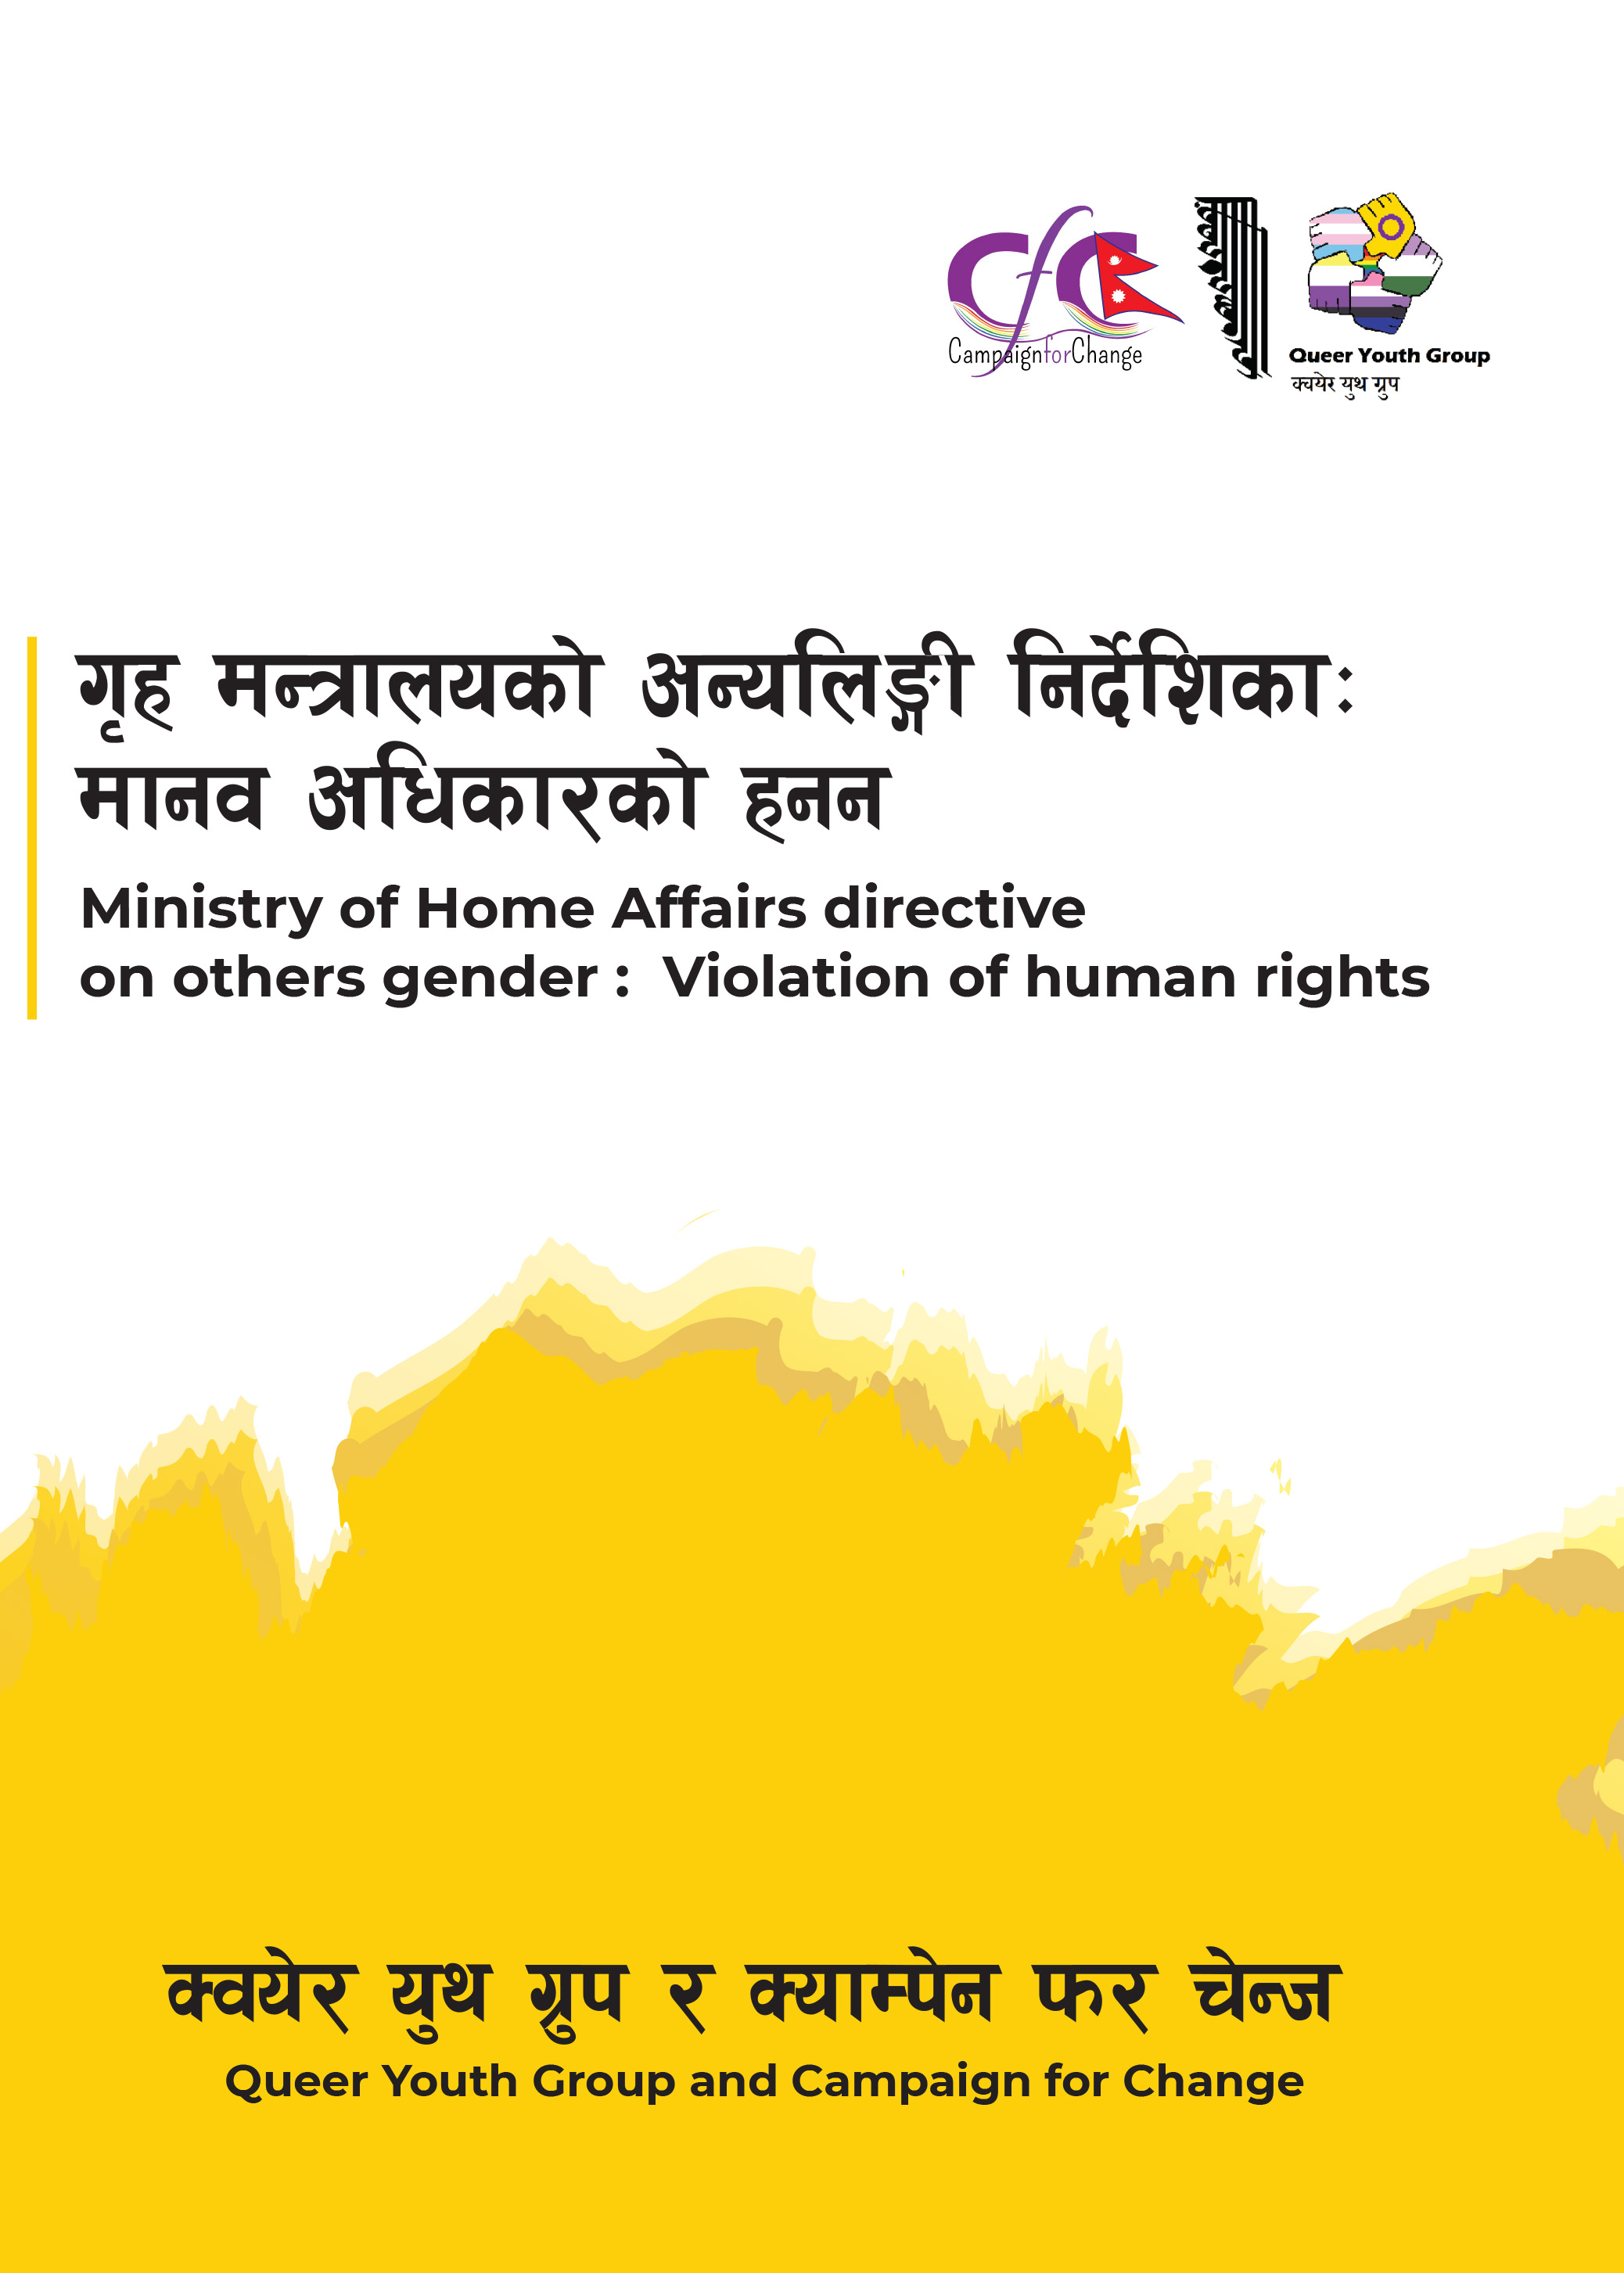 CfC
CampaignforChange
Queer Youth Group
क्वयेर युथ ग्रुप
गृह मन्त्रालयको अन्यलिङ्गी निर्देशिकाः
मानव अधिकारको हनन
Ministry of Home Affairs directive
on others gender : Violation of human rights
क्वयेर युथ ग्रुप र क्याम्पेन फर चेन्ज
Queer Youth Group and Campaign for Change